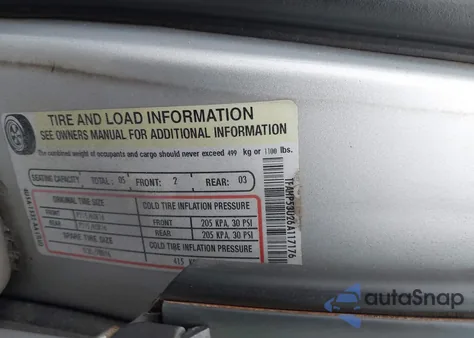 TIRE AND LOAD INFORMATION
SEE OWNERS MANUAL FOR ADDITIONAL INFORMATION
The combined weight of occupants and cargo should never exceed 499 kg or 1100 lbs.
SEATING CAPACITY TOTAL: 05 FRONT: 2 REAR: 03
ORIGINAL TIRE SIZE COLD TIRE INFLATION PRESSURE
FRONT FRONT 205 KPA, 30 PSI
REAR REAR 205 KPA, 30 PSI
SPARE TIRE SIZE COLD TIRE INFLATION PRESSURE
415
autoSnap